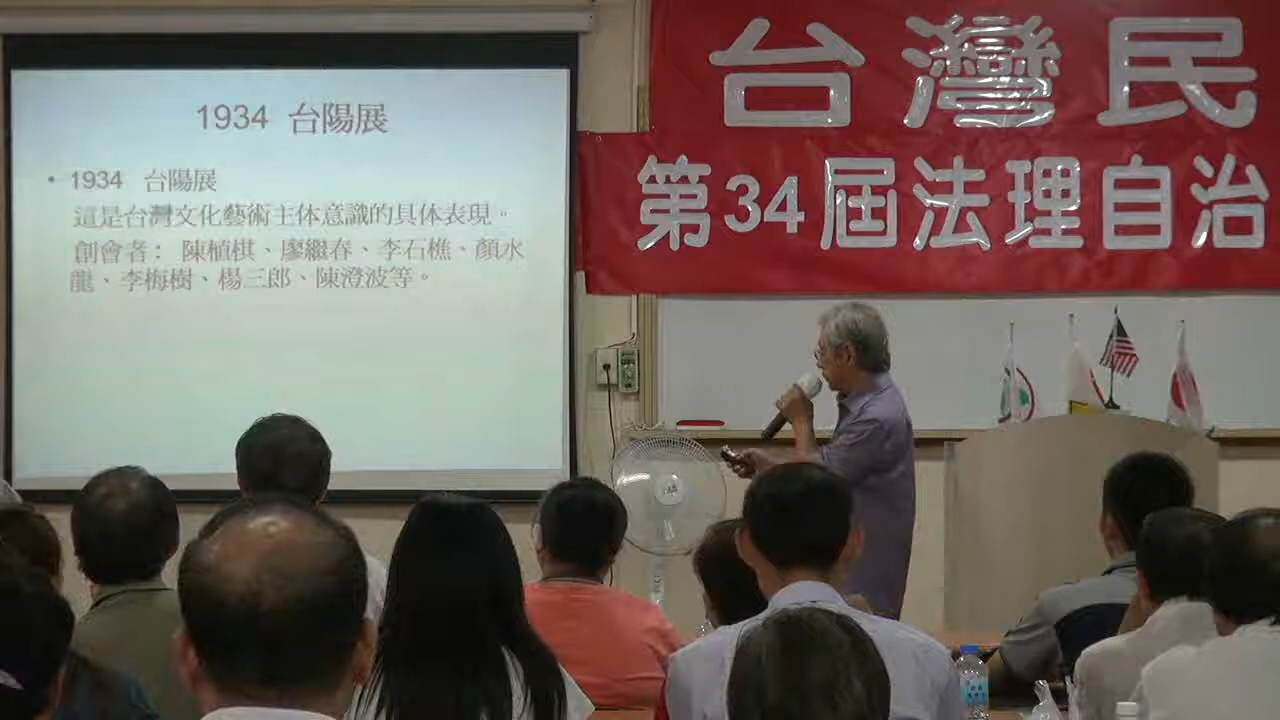 1934 台陽展
• 1934 台陽展
這是台灣文化藝術主体意識的具体表現。
創會者： 陳植棋、廖繼春、李石樵、顏水
龍、李梅樹、楊三郎、陳澄波等。
台灣民
第34屆法理自治